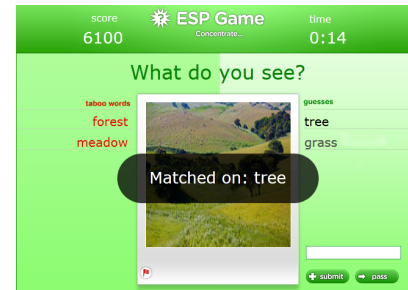 score
6100
ESP Game
Concentrate...
time
0:14
What do you see?
taboo words
forest
meadow
guesses
tree
grass
Matched on: tree
submit
pass